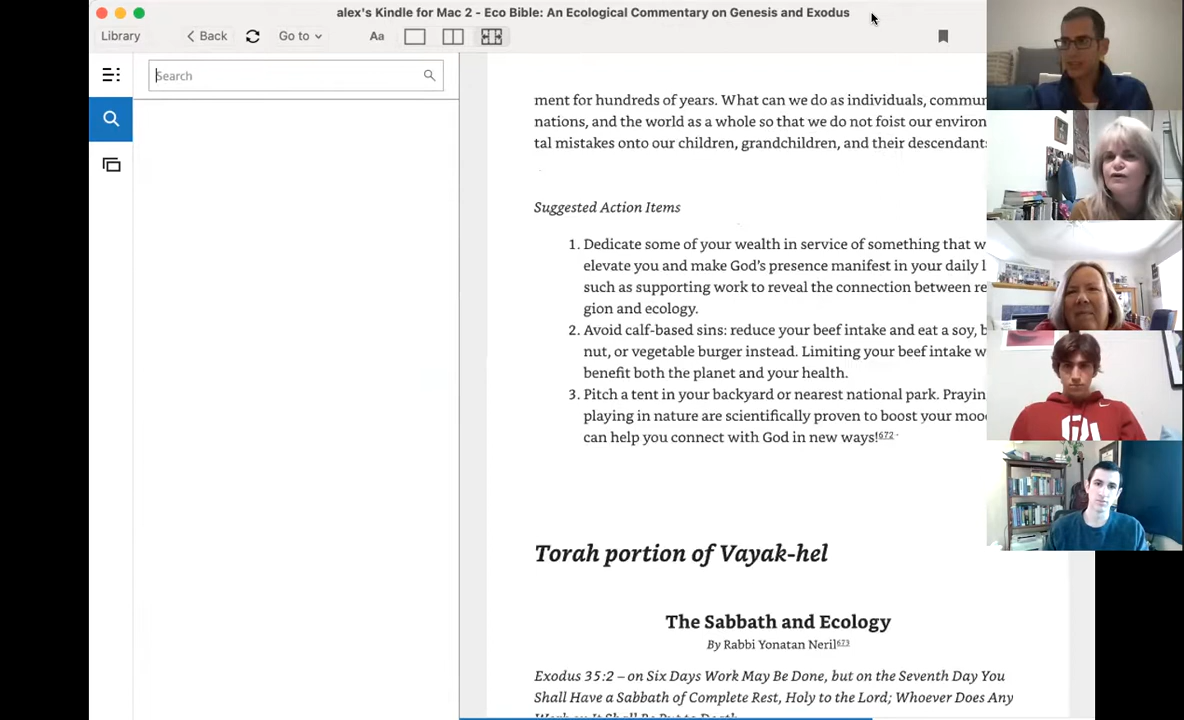 alex's Kindle for Mac 2 - Eco Bible: An Ecological Commentary on Genesis and Exodus
Library
Back
Go to
Aa
Search
ment for hundreds of years. What can we do as individuals, commun
nations, and the world as a whole so that we do not foist our environ
tal mistakes onto our children, grandchildren, and their descendants
Suggested Action Items
1. Dedicate some of your wealth in service of something that w
elevate you and make God's presence manifest in your daily l
such as supporting work to reveal the connection between re
gion and ecology.
2. Avoid calf-based sins: reduce your beef intake and eat a soy, b
nut, or vegetable burger instead. Limiting your beef intake w
benefit both the planet and your health.
3. Pitch a tent in your backyard or nearest national park. Prayin
playing in nature are scientifically proven to boost your moo
can help you connect with God in new ways!672
Torah portion of Vayak-hel
The Sabbath and Ecology
By Rabbi Yonatan Neril673
Exodus 35:2 – on Six Days Work May Be Done, but on the Seventh Day You
Shall Have a Sabbath of Complete Rest, Holy to the Lord; Whoever Does Any
Work on It Shall Be Put to Death